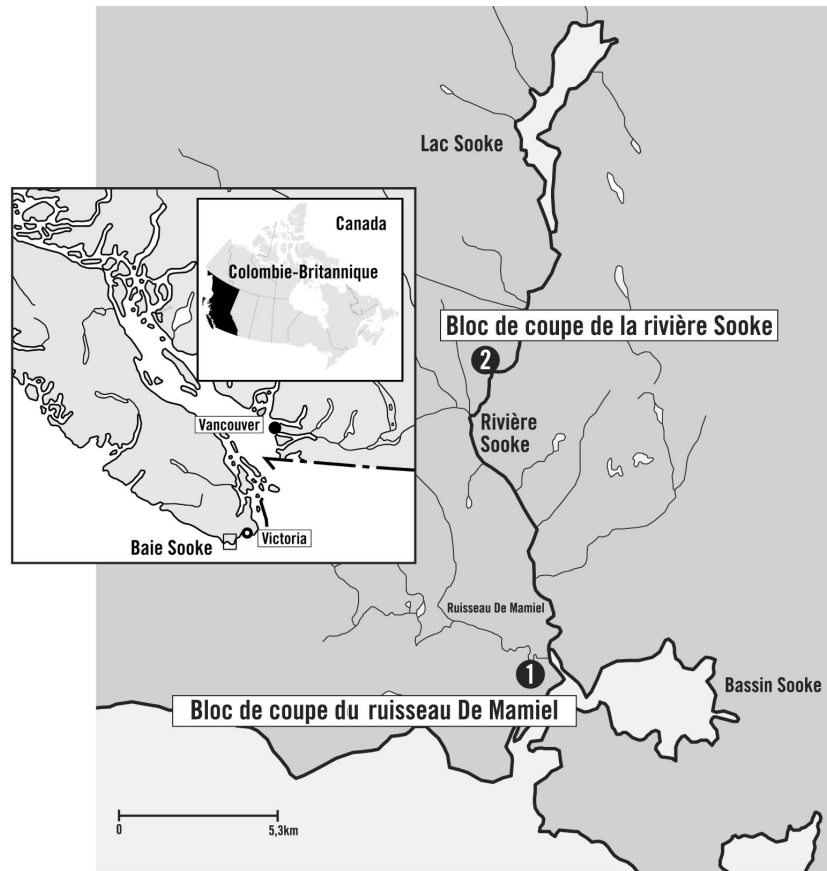 Lac Sooke
Canada
Colombie-Britannique
Bloc de coupe de la rivière Sooke
2
Vancouver
Rivière
Sooke
Victoria
Baie Sooke
Ruisseau De Mamiel
1
Bassin Sooke
Bloc de coupe du ruisseau De Mamiel
0
5,3km